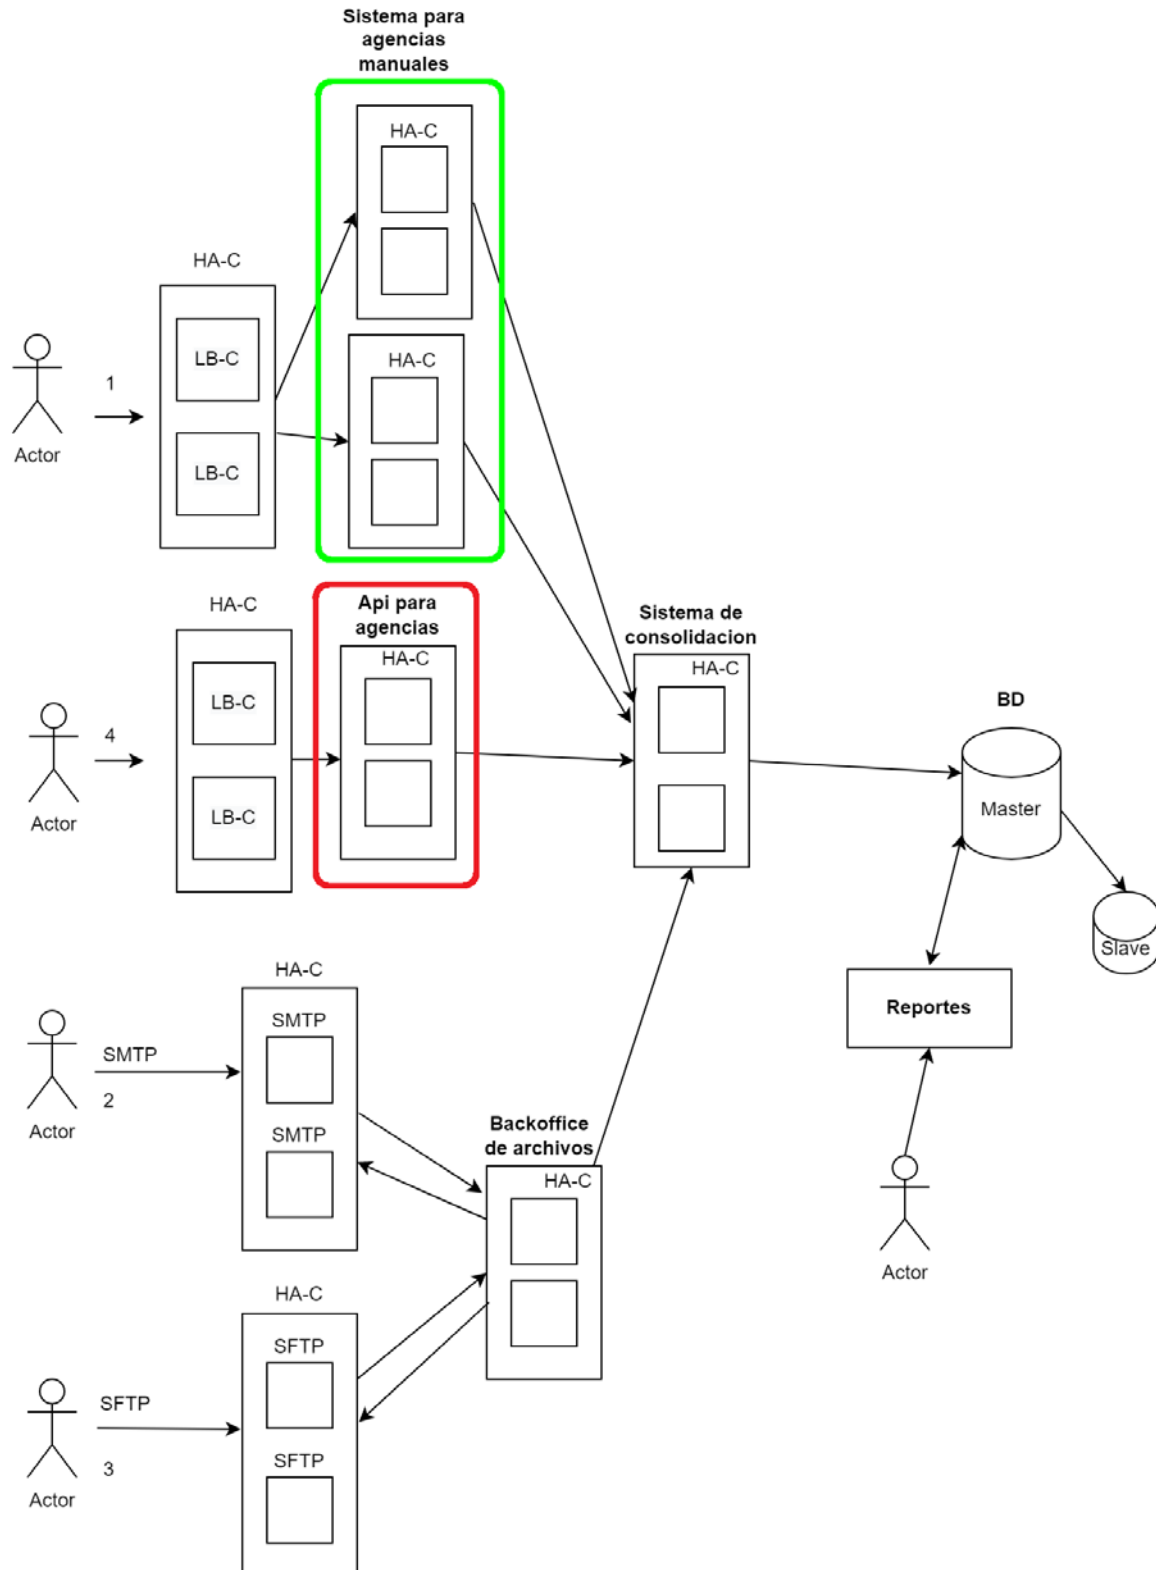 Sistema para
agencias
manuales
HA-C
HA-C
LB-C
LB-C
HA-C
1
Actor
HA-C
LB-C
LB-C
Api para
agencias
HA-C
4
Actor
Sistema de
consolidacion
HA-C
BD
Master
Slave
Reportes
Actor
HA-C
SMTP
SMTP
SMTP
2
Actor
Backoffice
de archivos
HA-C
HA-C
SFTP
SFTP
SFTP
3
Actor